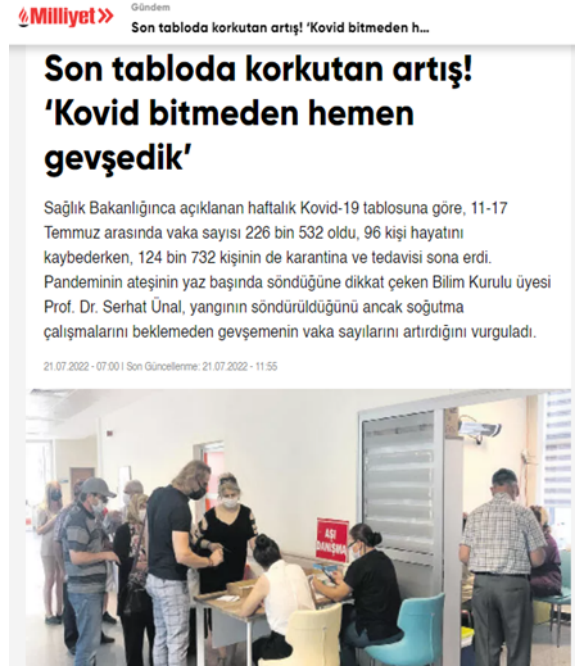 Milliyet
Gündem
Son tabloda korkutan artış! ‘Kovid bitmeden h...
Son tabloda korkutan artış!
‘Kovid bitmeden hemen
gevşedik’
Sağlık Bakanlığınca açıklanan haftalık Kovid-19 tablosuna göre, 11-17
Temmuz arasında vaka sayısı 226 bin 532 oldu, 96 kişi hayatını
kaybederken, 124 bin 732 kişinin de karantina ve tedavisi sona erdi.
Pandeminin ateşinin yaz başında söndüğüne dikkat çeken Bilim Kurulu üyesi
Prof. Dr. Serhat Ünal, yangının söndürüldüğünü ancak soğutma
çalışmalarını beklemeden gevşemenin vaka sayılarını artırdığını vurguladı.
21.07.2022 - 07:00 | Son Güncellenme: 21.07.2022 - 11:55
AŞI
DANIŞMA